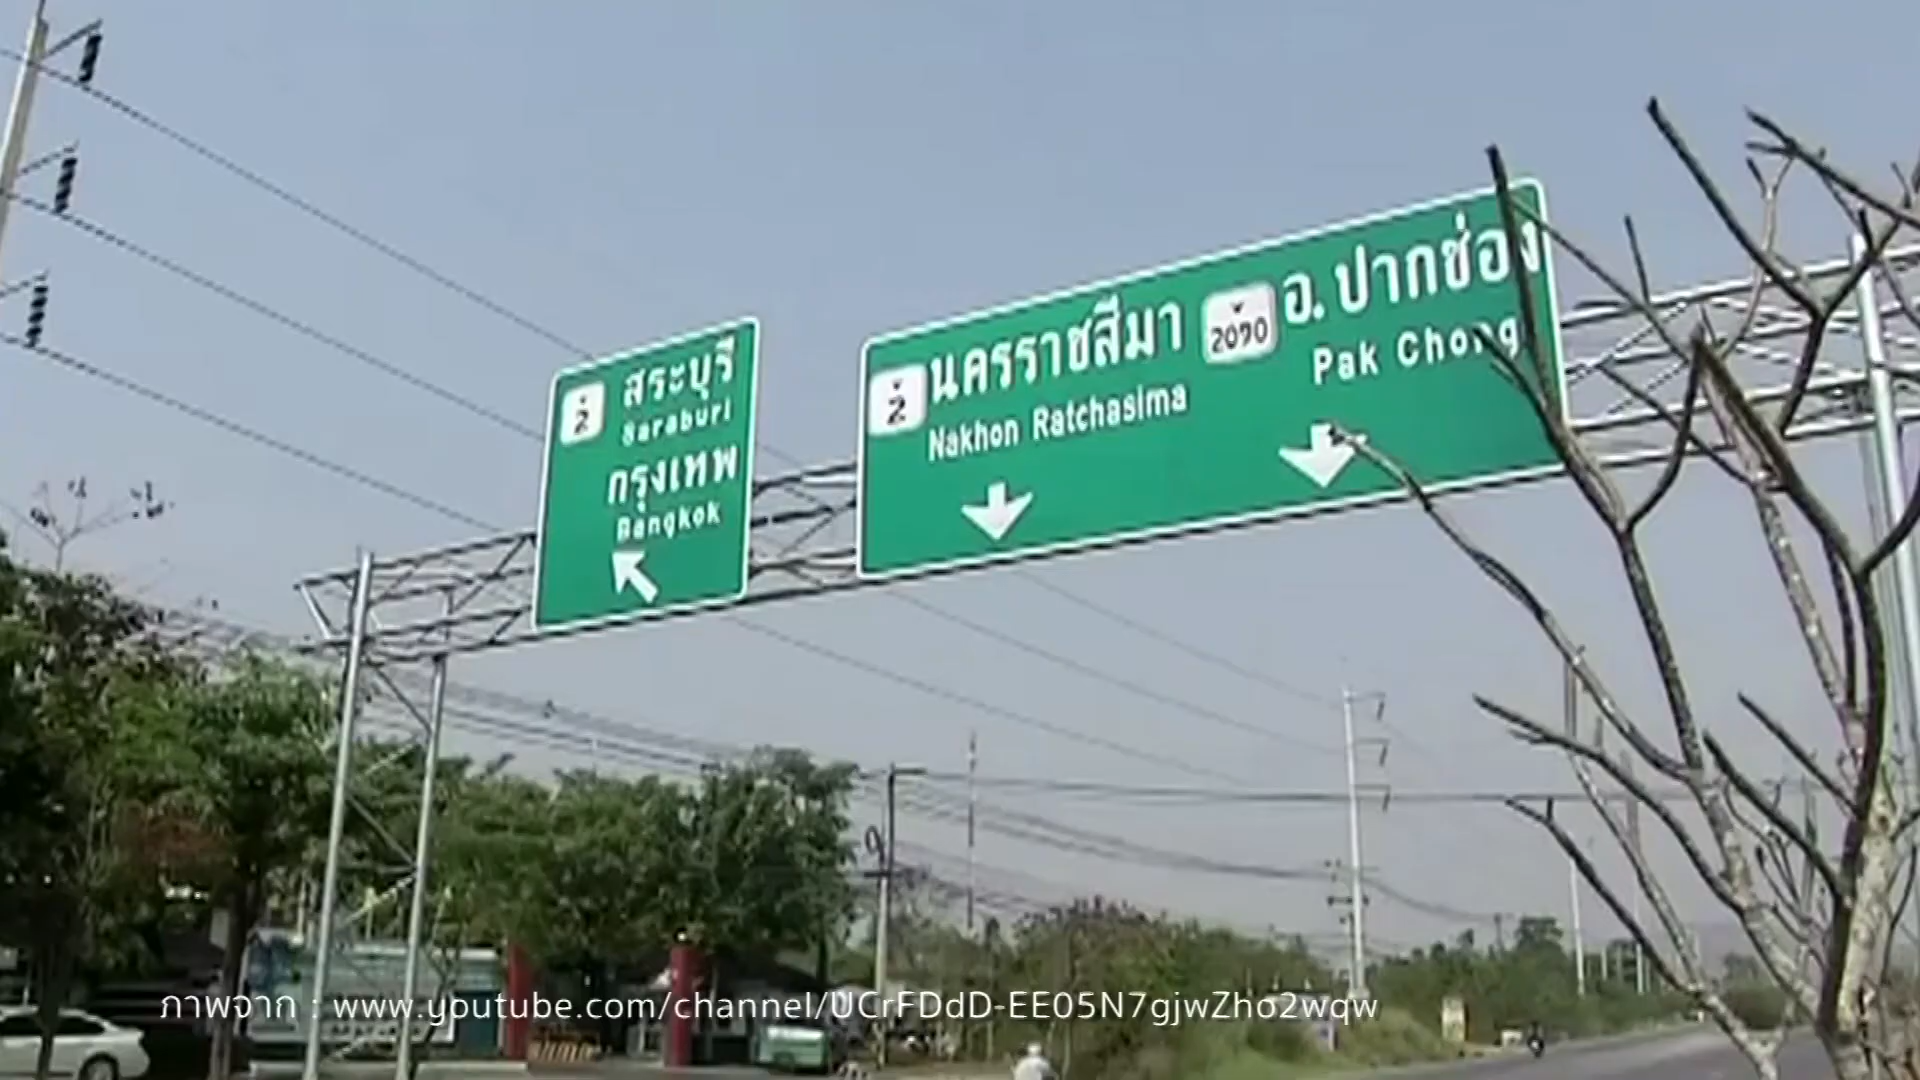 2
สระบุรี
Saraburi
กรุงเทพ
Bangkok
2
นครราชสีมา
Nakhon Ratchasima
2090
อ. ปากช่อง
Pak Chong
ภาพจาก : www.youtube.com/channel/UCrFDdD-EE05N7gjwZho2wqw